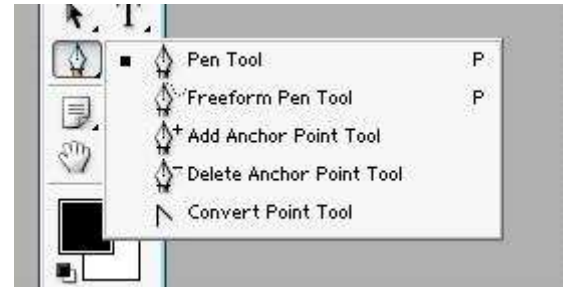 T
Pen Tool P
Freeform Pen Tool P
Add Anchor Point Tool
Delete Anchor Point Tool
Convert Point Tool